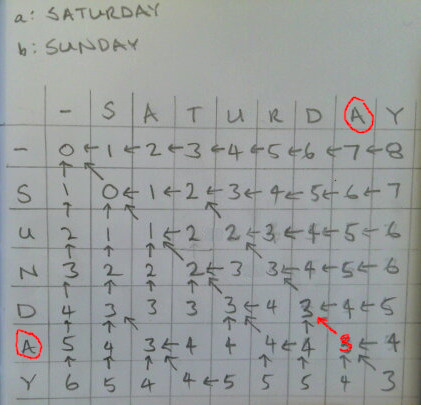 a: SATURDAY
b: SUNDAY
- S A T U R D A Y
- 0 ← 1 ← 2 ← 3 ← 4 ← 5 ← 6 ← 7 ← 8
S 1 0 ← 1 ← 2 ← 3 ← 4 ← 5 ← 6 ← 7
U 2 1 1 ← 2 2 ← 3 ← 4 ← 5 ← 6
N 3 2 2 2 ← 3 3 ← 4 ← 5 ← 6
D 4 3 3 3 3 ← 4 3 ← 4 ← 5
A 5 4 3 ← 4 4 4 ← 4 3 ← 4
Y 6 5 4 4 ← 5 5 5 4 3